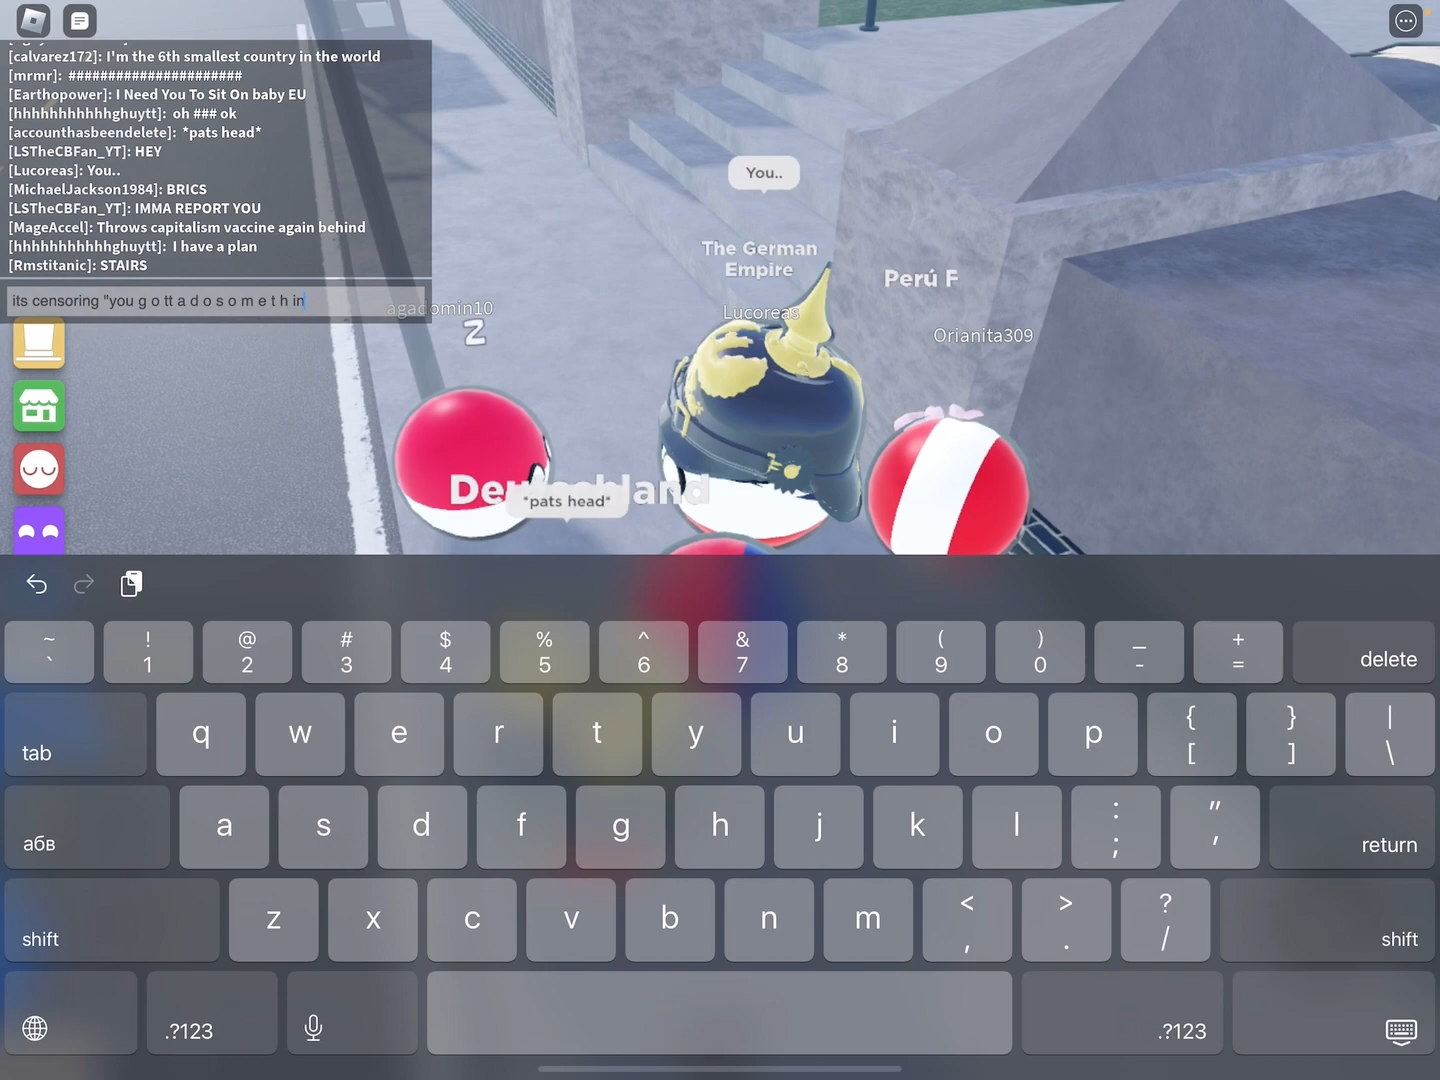 [calvarez172]: I'm the 6th smallest country in the world
[mrmr]: ######################
[Earthopower]: I Need You To Sit On baby EU
[hhhhhhhhhhhghuytt]: oh ### ok
[accounthasbeendelete]: *pats head*
[LSTheCBFan_YT]: HEY
[Lucoreas]: You..
[MichaelJackson1984]: BRICS
[LSTheCBFan_YT]: IMMA REPORT YOU
[MageAccel]: Throws capitalism vaccine again behind
[hhhhhhhhhhhghuytt]: I have a plan
[Rmstitanic]: STAIRS
its censoring "you g o tt a d o s o m e t h in
You..
The German
Empire
Lucoreas
Perú F
Orianita309
agadomin10
Z
Deutschland
*pats head*
~ ! @ # $ % ^ & * ( ) _ +
` 1 2 3 4 5 6 7 8 9 0 - = delete
tab q w e r t y u i o p { [ } ] | \
абв a s d f g h j k l : ; " ' return
shift z x c v b n m < , > . ? / shift
.?123 .?123